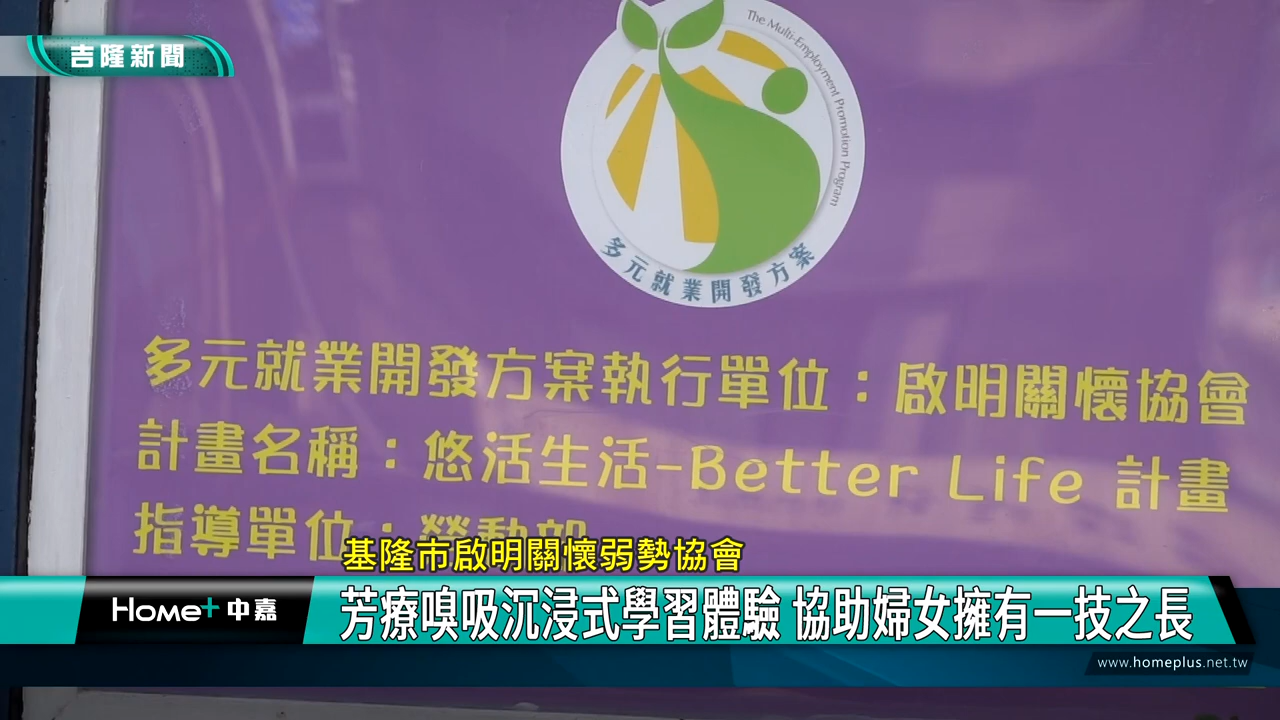 吉隆新聞
The Multi-Employment Promotion Program
多元就業開發方案
多元就業開發方案執行單位：啟明關懷協會
計畫名稱：悠活生活-Better Life 計畫
指導單位：勞動部
基隆市啟明關懷弱勢協會
Home+中嘉
芳療嗅吸沉浸式學習體驗 協助婦女擁有一技之長
www.homeplus.net.tw